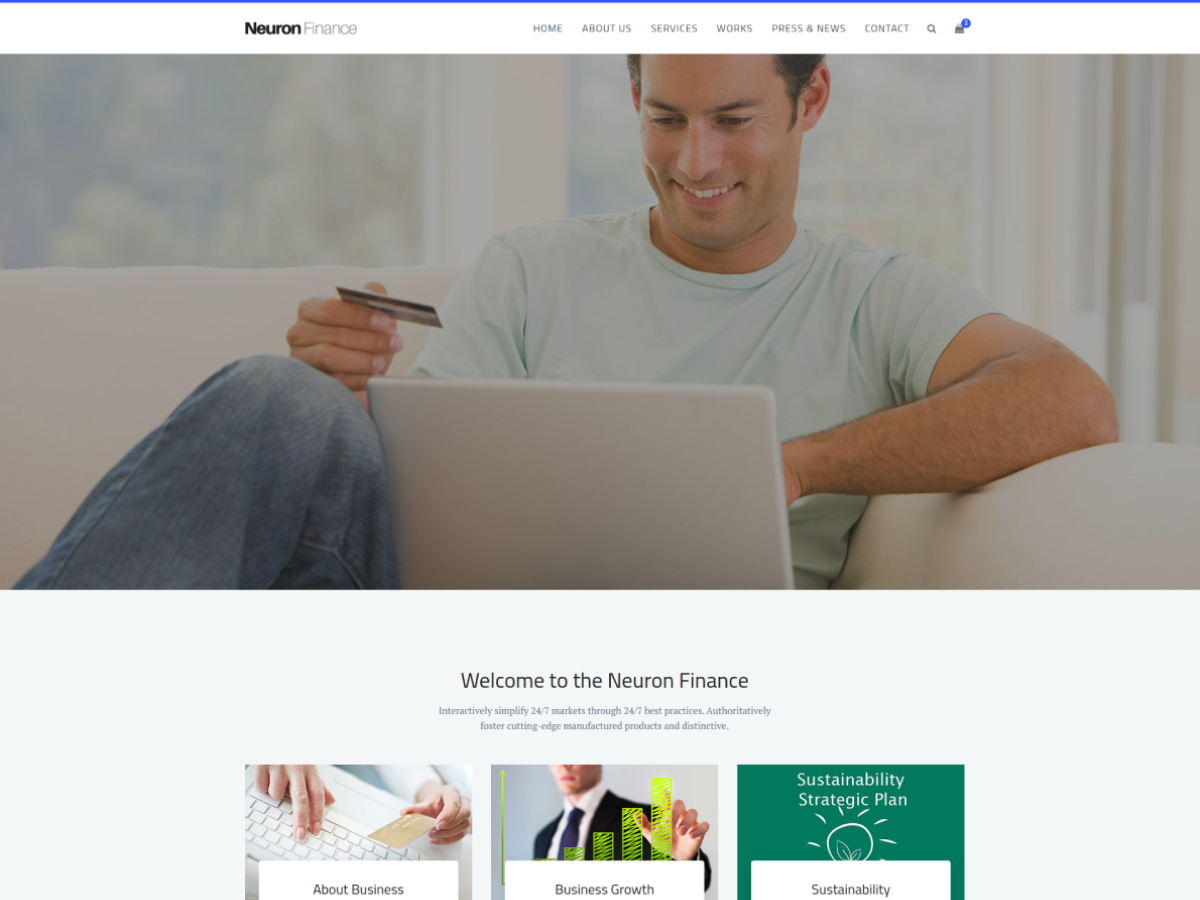 Neuron Finance
HOME ABOUT US SERVICES WORKS PRESS & NEWS CONTACT
Welcome to the Neuron Finance
Interactively simplify 24/7 markets through 24/7 best practices. Authoritatively
foster cutting-edge manufactured products and distinctive.
Sustainability
Strategic Plan
About Business
Business Growth
Sustainability